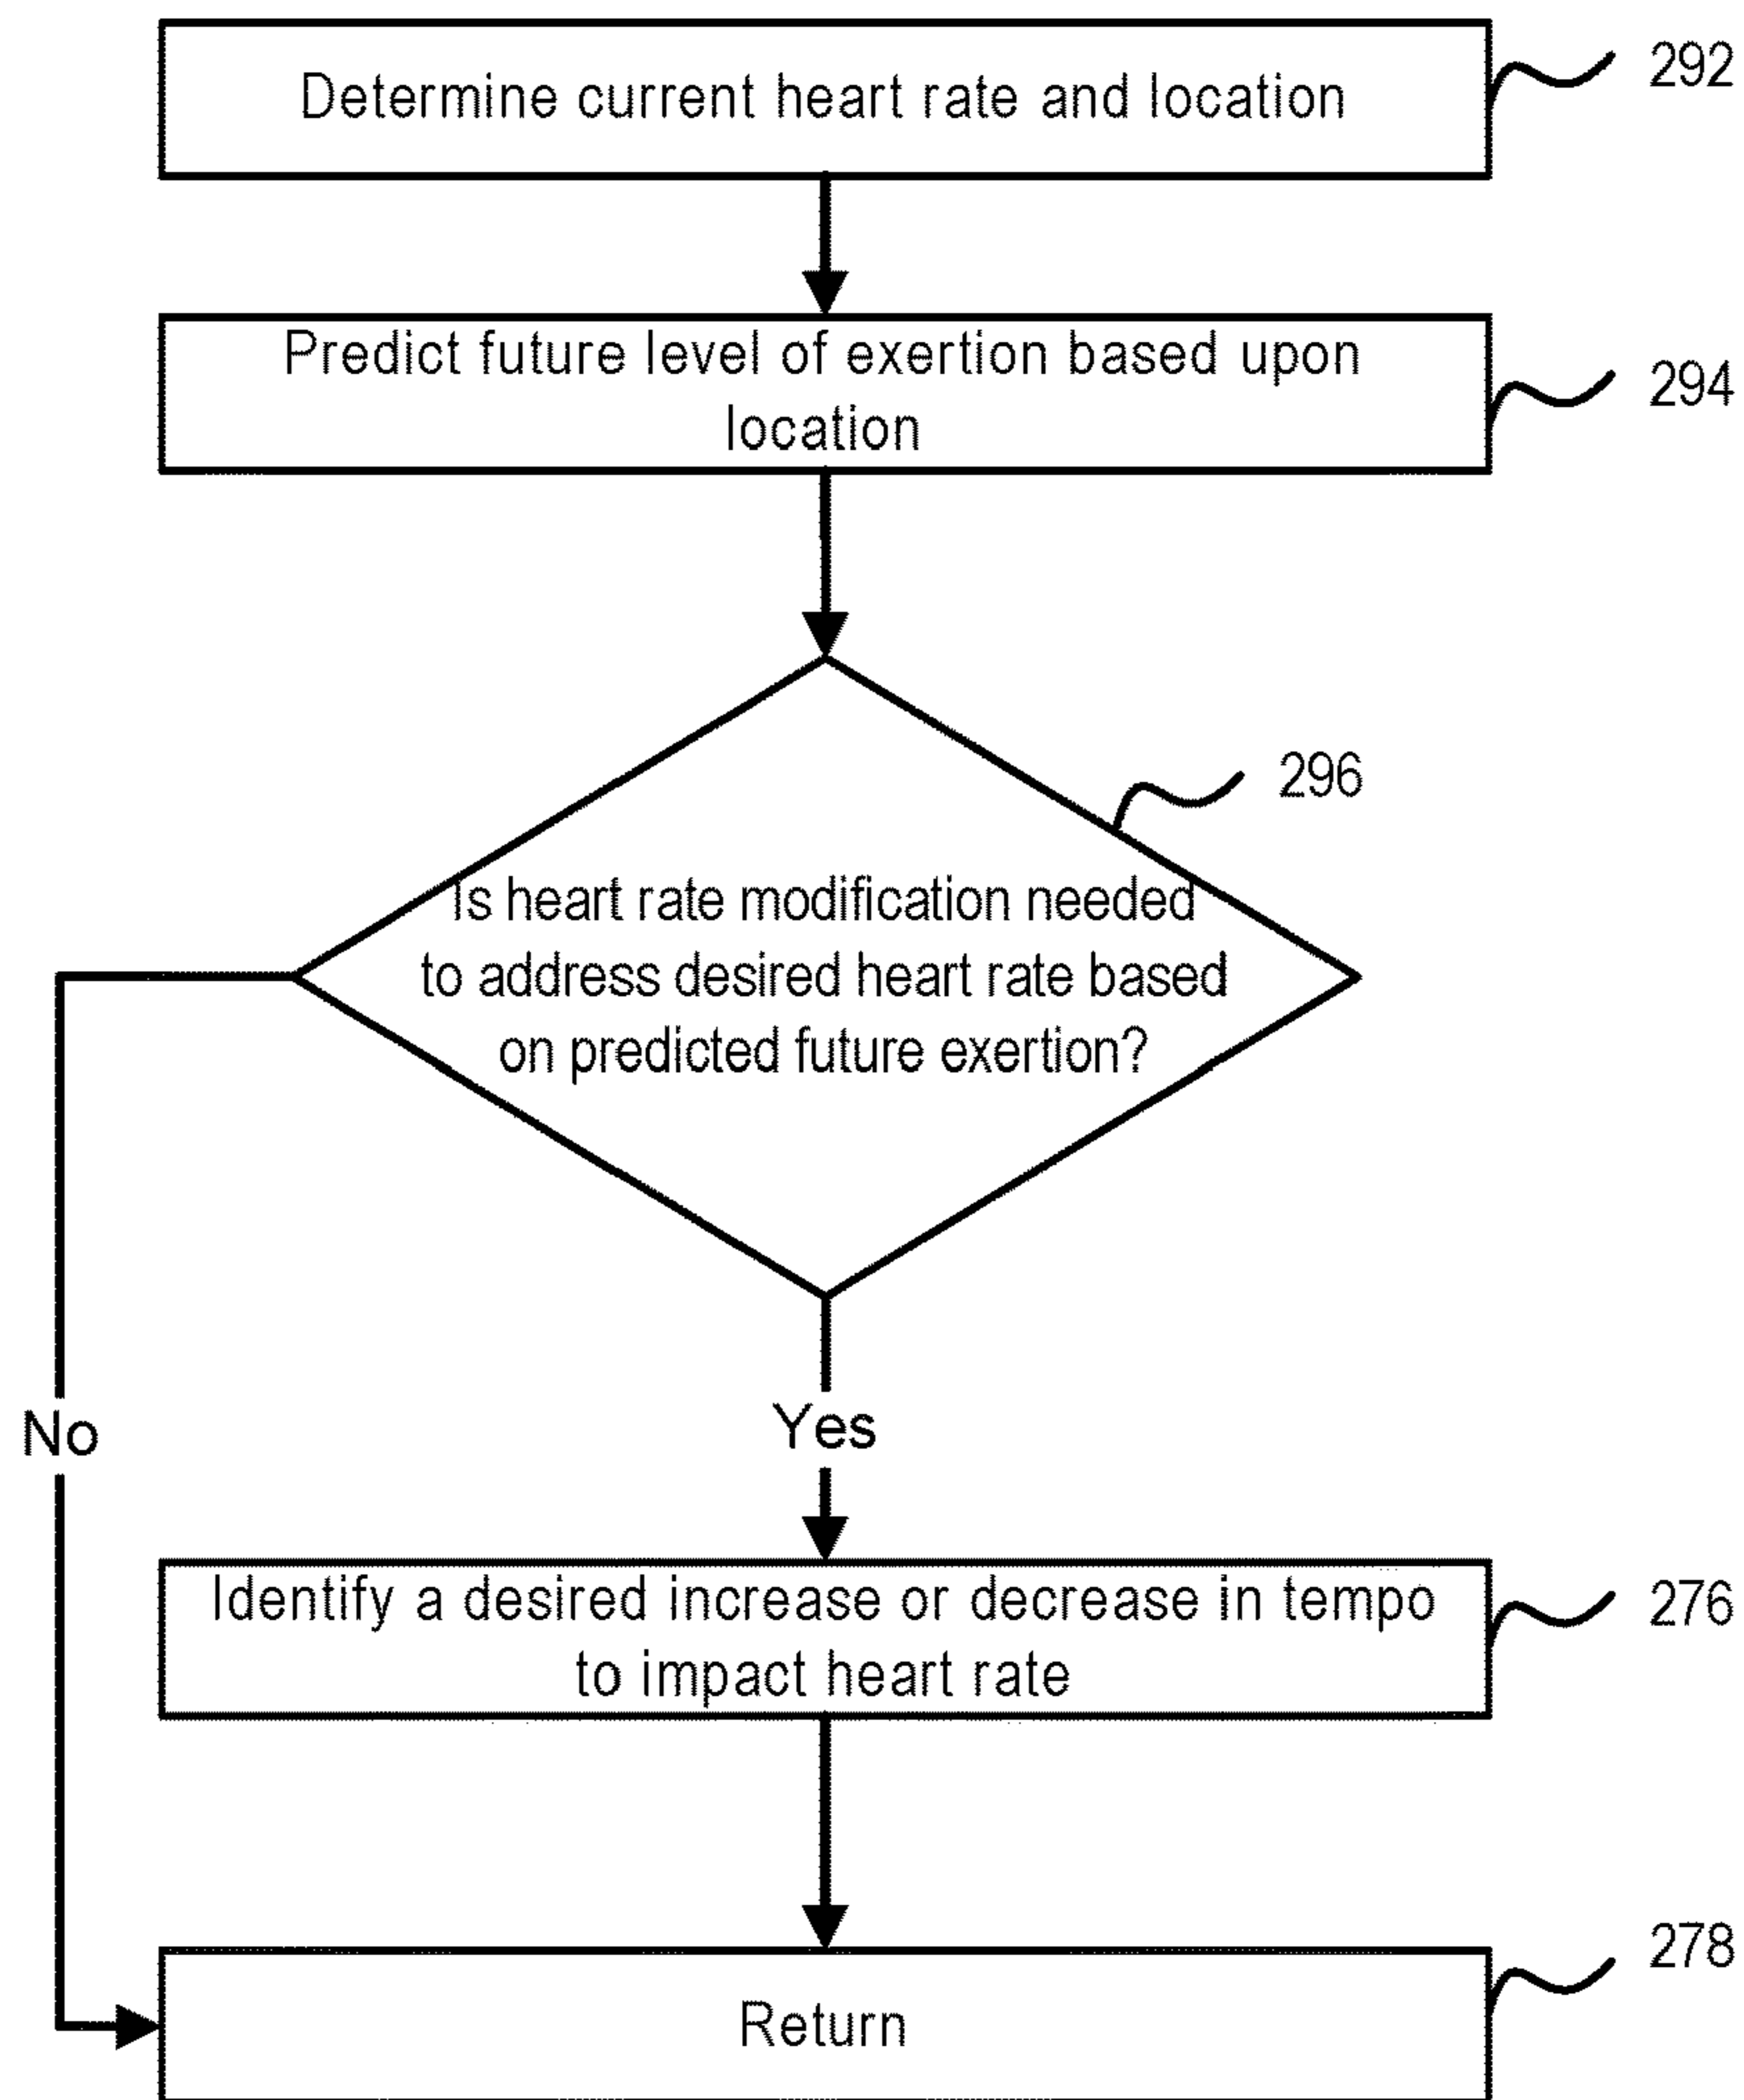 Determine current heart rate and location
292
Predict future level of exertion based upon
location
294
296
Is heart rate modification needed
to address desired heart rate based
on predicted future exertion?
No
Yes
Identify a desired increase or decrease in tempo
to impact heart rate
276
Return
278